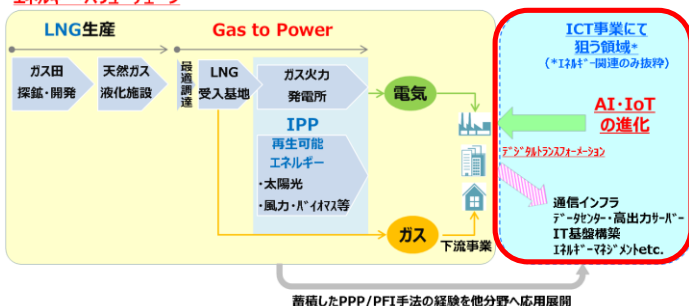 LNG生産
Gas to Power
ガス田
探鉱・開発
天然ガス
液化施設
最適調達
LNG
受入基地
ガス火力
発電所
IPP
再生可能
エネルギー
・太陽光
・風力・バイオマス等
電気
ガス
下流事業
ICT事業にて
狙う領域*
(*エネルギー関連のみ抜粋)
AI・IoT
の進化
デジタルトランスフォーメーション
通信インフラ
データセンター・高出力サーバー
IT基盤構築
エネルギーマネジメントetc.
蓄積したPPP/PFI手法の経験を他分野へ応用展開